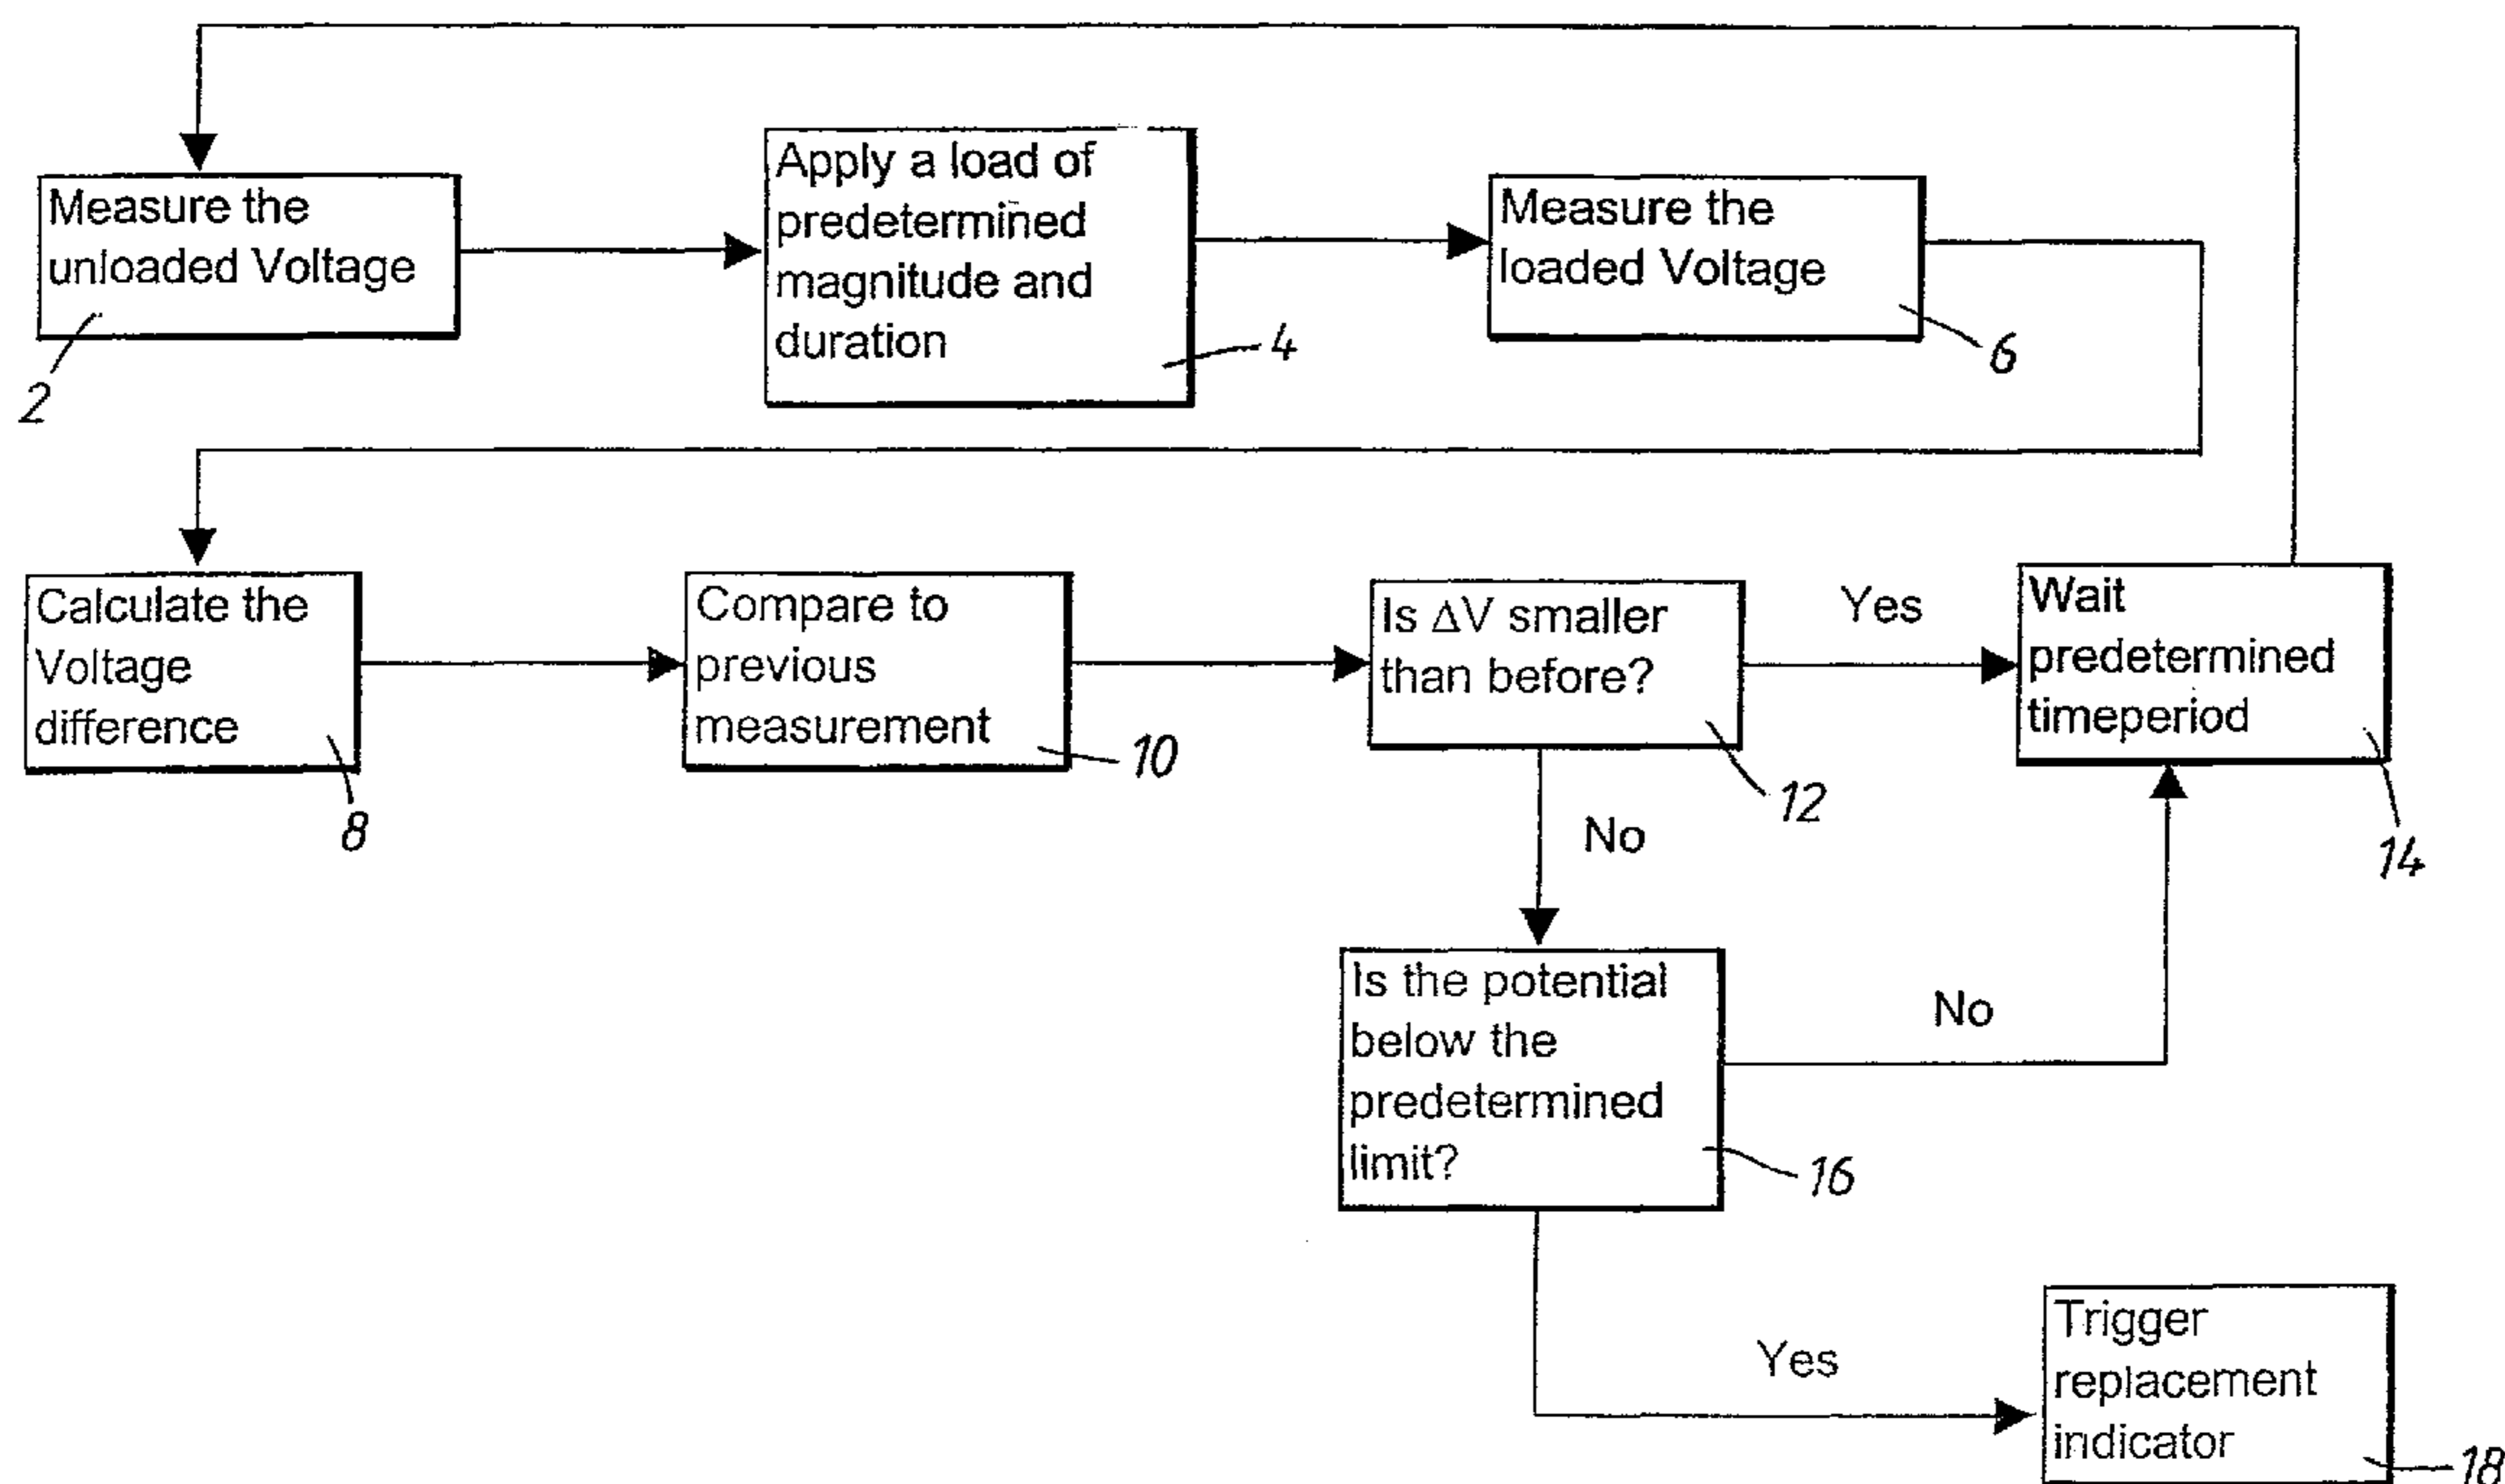 Measure the
unloaded Voltage
2
Apply a load of
predetermined
magnitude and
duration
4
Measure the
loaded Voltage
6
Calculate the
Voltage
difference
8
Compare to
previous
measurement
10
Is ΔV smaller
than before?
12
Yes
Wait
predetermined
timeperiod
14
No
Is the potential
below the
predetermined
limit?
16
No
Yes
Trigger
replacement
indicator
18